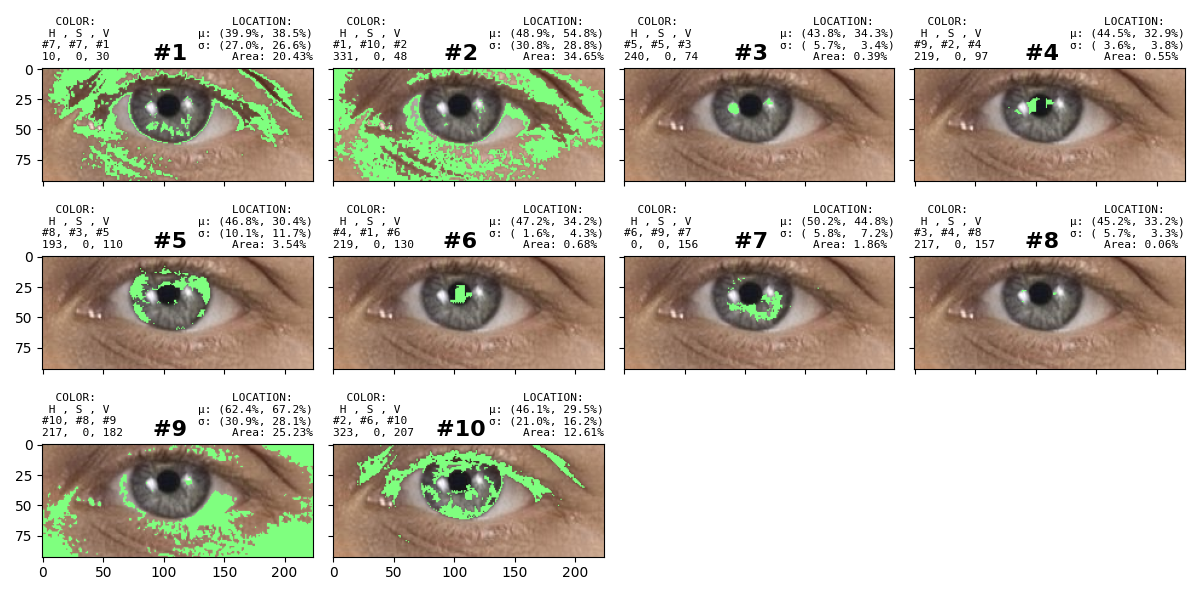 COLOR: LOCATION:
H , S , V μ: (39.9%, 38.5%)
#7, #7, #1 #1 σ: (27.0%, 26.6%)
10,  0, 30 Area: 20.43%
COLOR: LOCATION:
H , S , V μ: (48.9%, 54.8%)
#1, #10, #2 #2 σ: (30.8%, 28.8%)
331,  0, 48 Area: 34.65%
COLOR: LOCATION:
H , S , V μ: (43.8%, 34.3%)
#5, #5, #3 #3 σ: ( 5.7%,  3.4%)
240,  0, 74 Area: 0.39%
COLOR: LOCATION:
H , S , V μ: (44.5%, 32.9%)
#9, #2, #4 #4 σ: ( 3.6%,  3.8%)
219,  0, 97 Area: 0.55%
0
25
50
75
COLOR: LOCATION:
H , S , V μ: (46.8%, 30.4%)
#8, #3, #5 #5 σ: (10.1%, 11.7%)
193,  0, 110 Area: 3.54%
COLOR: LOCATION:
H , S , V μ: (47.2%, 34.2%)
#4, #1, #6 #6 σ: ( 1.6%,  4.3%)
219,  0, 130 Area: 0.68%
COLOR: LOCATION:
H , S , V μ: (50.2%, 44.8%)
#6, #9, #7 #7 σ: ( 5.8%,  7.2%)
0,  0, 156 Area: 1.86%
COLOR: LOCATION:
H , S , V μ: (45.2%, 33.2%)
#3, #4, #8 #8 σ: ( 5.7%,  3.3%)
217,  0, 157 Area: 0.06%
0
25
50
75
COLOR: LOCATION:
H , S , V μ: (62.4%, 67.2%)
#10, #8, #9 #9 σ: (30.9%, 28.1%)
217,  0, 182 Area: 25.23%
COLOR: LOCATION:
H , S , V μ: (46.1%, 29.5%)
#2, #6, #10 #10 σ: (21.0%, 16.2%)
323,  0, 207 Area: 12.61%
0
25
50
75
0 50 100 150 200
0 50 100 150 200